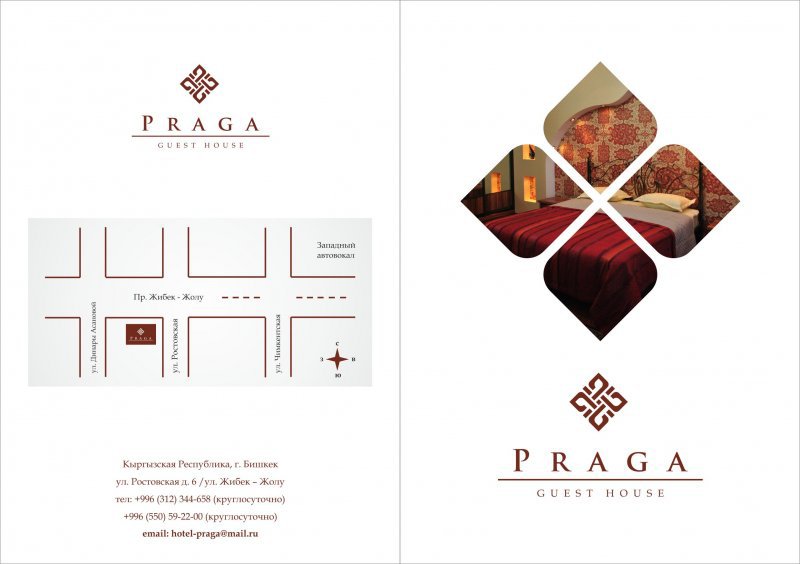 PRAGA
GUEST HOUSE
Западный
автовокал
Пр. Жибек - Жолу
ул. Динары Асановой
PRAGA
ул. Ростовская
ул. Чимкентская
с
з
в
ю
Кыргызская Республика, г. Бишкек
ул. Ростовская д. 6 /ул. Жибек – Жолу
тел: +996 (312) 344-658 (круглосуточно)
+996 (550) 59-22-00 (круглосуточно)
email: hotel-praga@mail.ru
PRAGA
GUEST HOUSE